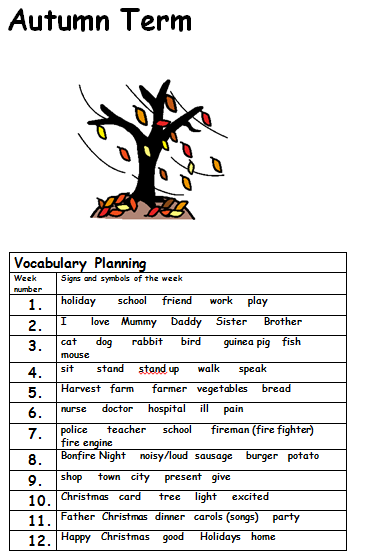 Autumn Term
Vocabulary Planning
Week number Signs and symbols of the week
1. holiday school friend work play
2. I love Mummy Daddy Sister Brother
3. cat dog rabbit bird guinea pig fish
mouse
4. sit stand stand up walk speak
5. Harvest farm farmer vegetables bread
6. nurse doctor hospital ill pain
7. police teacher school fireman (fire fighter)
fire engine
8. Bonfire Night noisy/loud sausage burger potato
9. shop town city present give
10. Christmas card tree light excited
11. Father Christmas dinner carols (songs) party
12. Happy Christmas good Holidays home